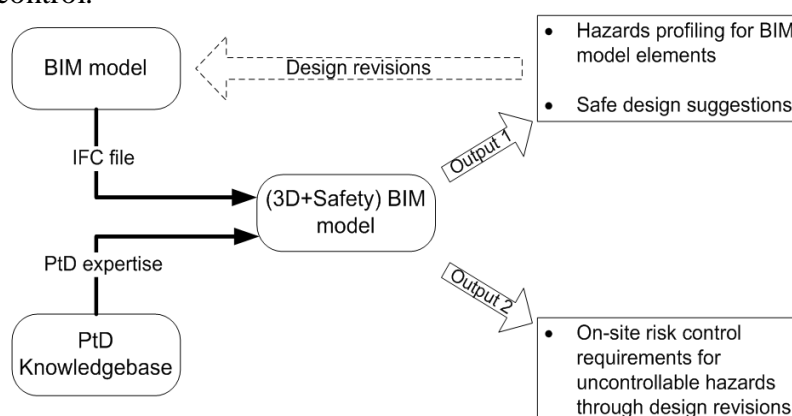 control.
BIM model
Design revisions
• Hazards profiling for BIM
model elements
• Safe design suggestions
Output 1
IFC file
(3D+Safety) BIM
model
PtD expertise
Output 2
PtD
Knowledgebase
• On-site risk control
requirements for
uncontrollable hazards
through design revisions